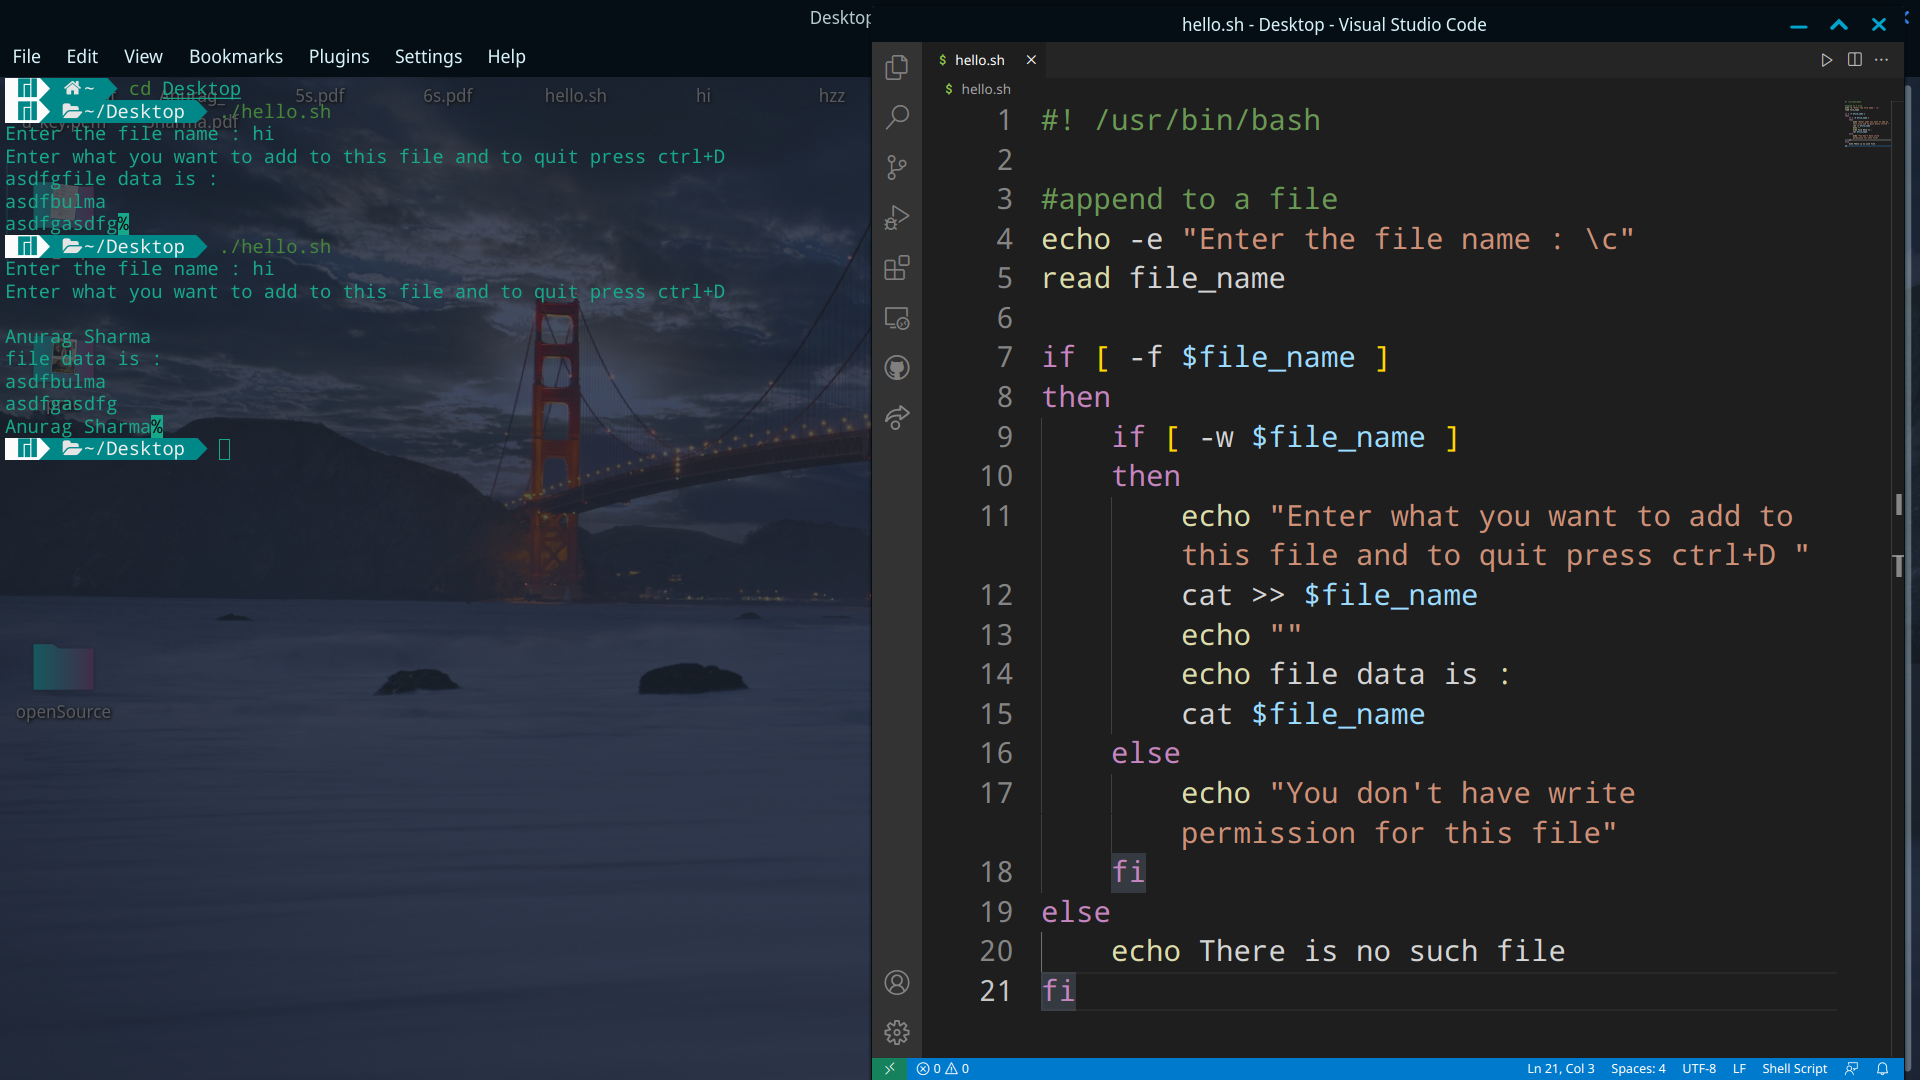 Desktop
File Edit View Bookmarks Plugins Settings Help
~ cd Desktop
~/Desktop ./hello.sh
Enter the file name : hi
Enter what you want to add to this file and to quit press ctrl+D
asdfgfile data is :
asdfbulma
asdfgasdfg%
~/Desktop ./hello.sh
Enter the file name : hi
Enter what you want to add to this file and to quit press ctrl+D
Anurag Sharma
file data is :
asdfbulma
asdfgasdfg
Anurag Sharma%
~/Desktop
5s.pdf 6s.pdf hello.sh hi hzz
openSource
hello.sh - Desktop - Visual Studio Code
$ hello.sh
$ hello.sh
1 #! /usr/bin/bash
2
3 #append to a file
4 echo -e "Enter the file name : \c"
5 read file_name
6
7 if [ -f $file_name ]
8 then
9 if [ -w $file_name ]
10 then
11 echo "Enter what you want to add to
this file and to quit press ctrl+D "
12 cat >> $file_name
13 echo ""
14 echo file data is :
15 cat $file_name
16 else
17 echo "You don't have write
permission for this file"
18 fi
19 else
20 echo There is no such file
21 fi
0 0 Ln 21, Col 3 Spaces: 4 UTF-8 LF Shell Script